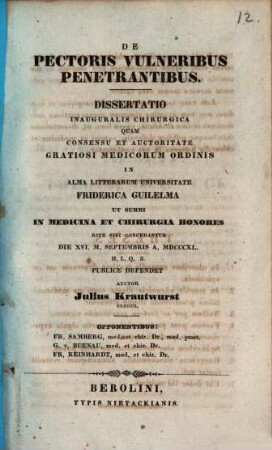 12.
DE
PECTORIS VULNERIBUS
PENETRANTIBUS.
DISSERTATIO
INAUGURALIS CHIRURGICA
QUAM
CONSENSU ET AUCTORITATE
GRATIOSI MEDICORUM ORDINIS
IN
ALMA LITTERARUM UNIVERSITATE
FRIDERICA GUILELMA
UT SUMMI
IN MEDICINA ET CHIRURGIA HONORES
RITE SIBI CONCEDANTUR
DIE XVI. M. SEPTEMBRIS A. MDCCCXL.
H. L. Q. S.
PUBLICE DEFENDET
AUCTOR
Julius Krautwurst
OPPONENTIBUS:
FR. SAMBERG, med. et chir. Dr., med. pract.
G. v. BUENAU, med. et chir. Dr.
FR. REINHARDT, med. et chir. Dr.
BEROLINI,
TYPIS NIETACKIANIS.